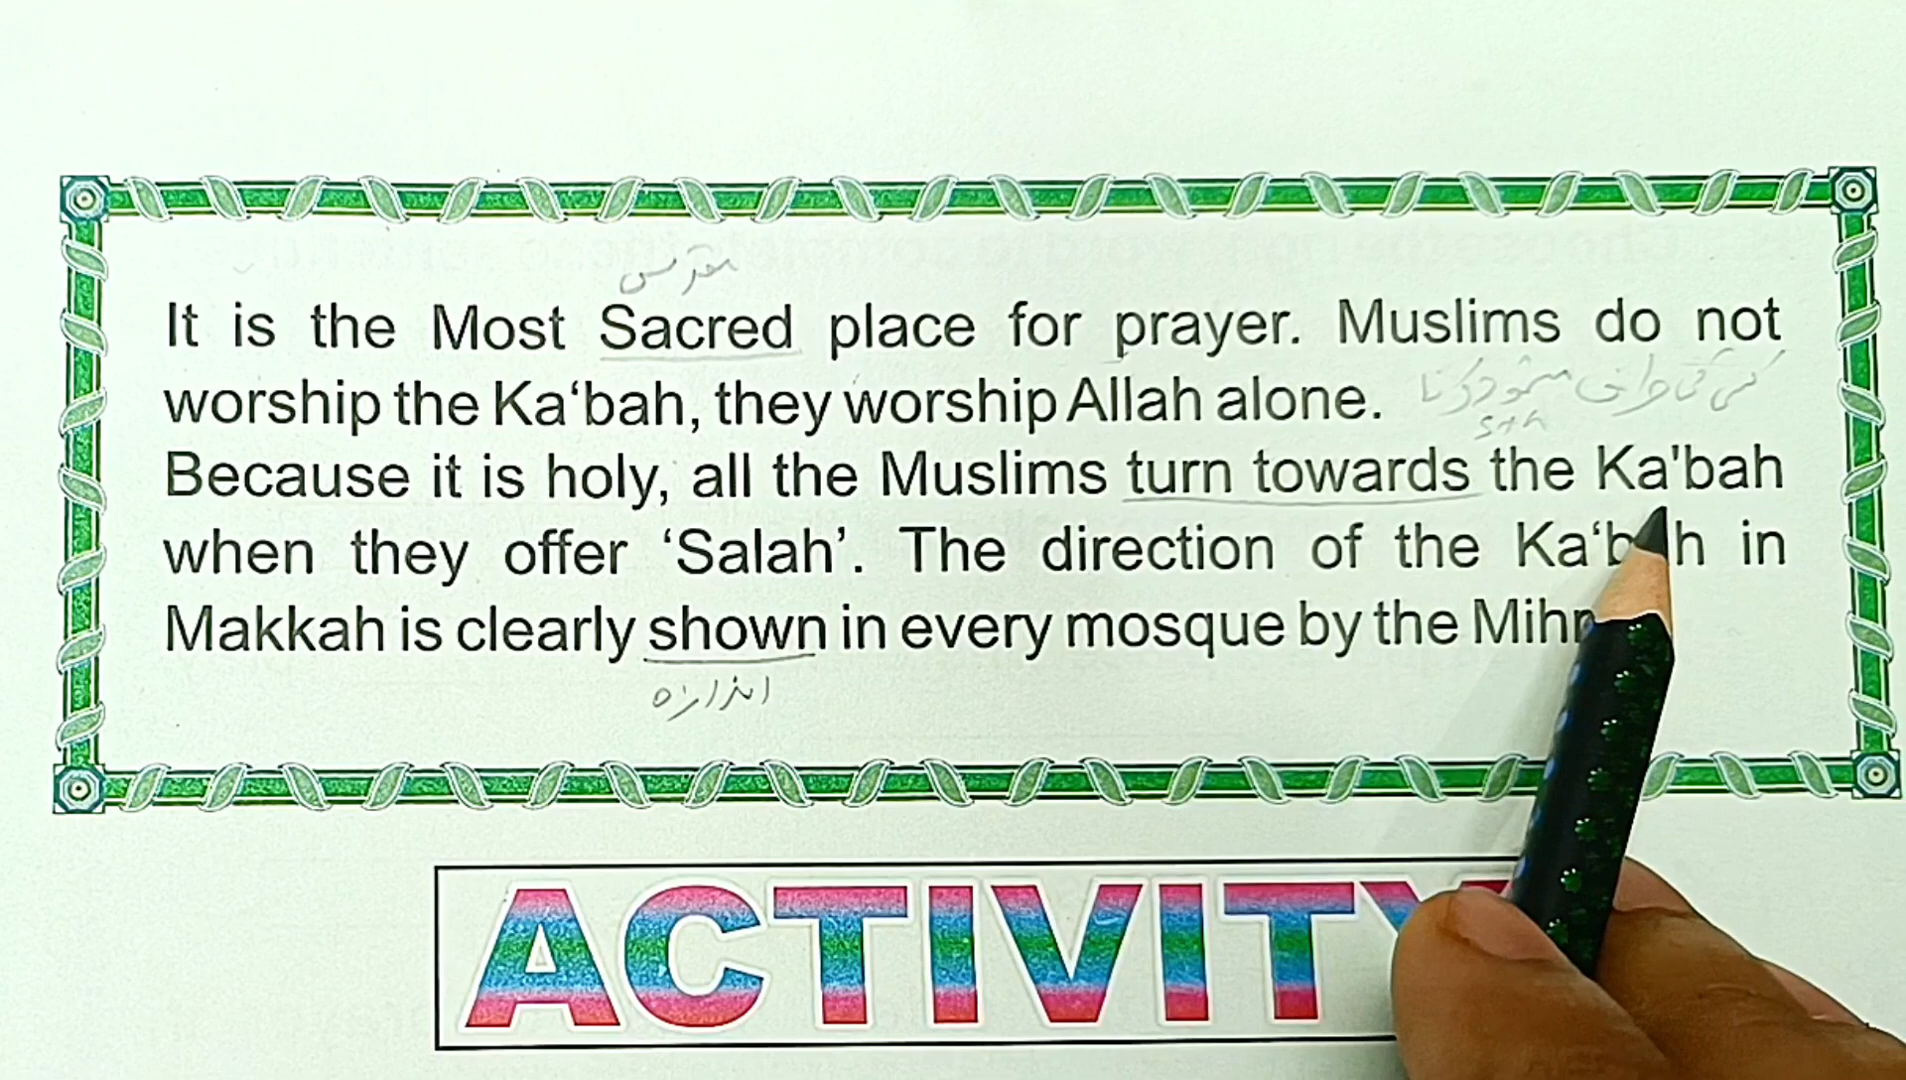 مقدس
It is the Most Sacred place for prayer. Muslims do not
worship the Ka‘bah, they worship Allah alone.
Because it is holy, all the Muslims turn towards the Ka'bah
when they offer ‘Salah’. The direction of the Ka‘bah in
Makkah is clearly shown in every mosque by the
اندازہ
ACTIVITY